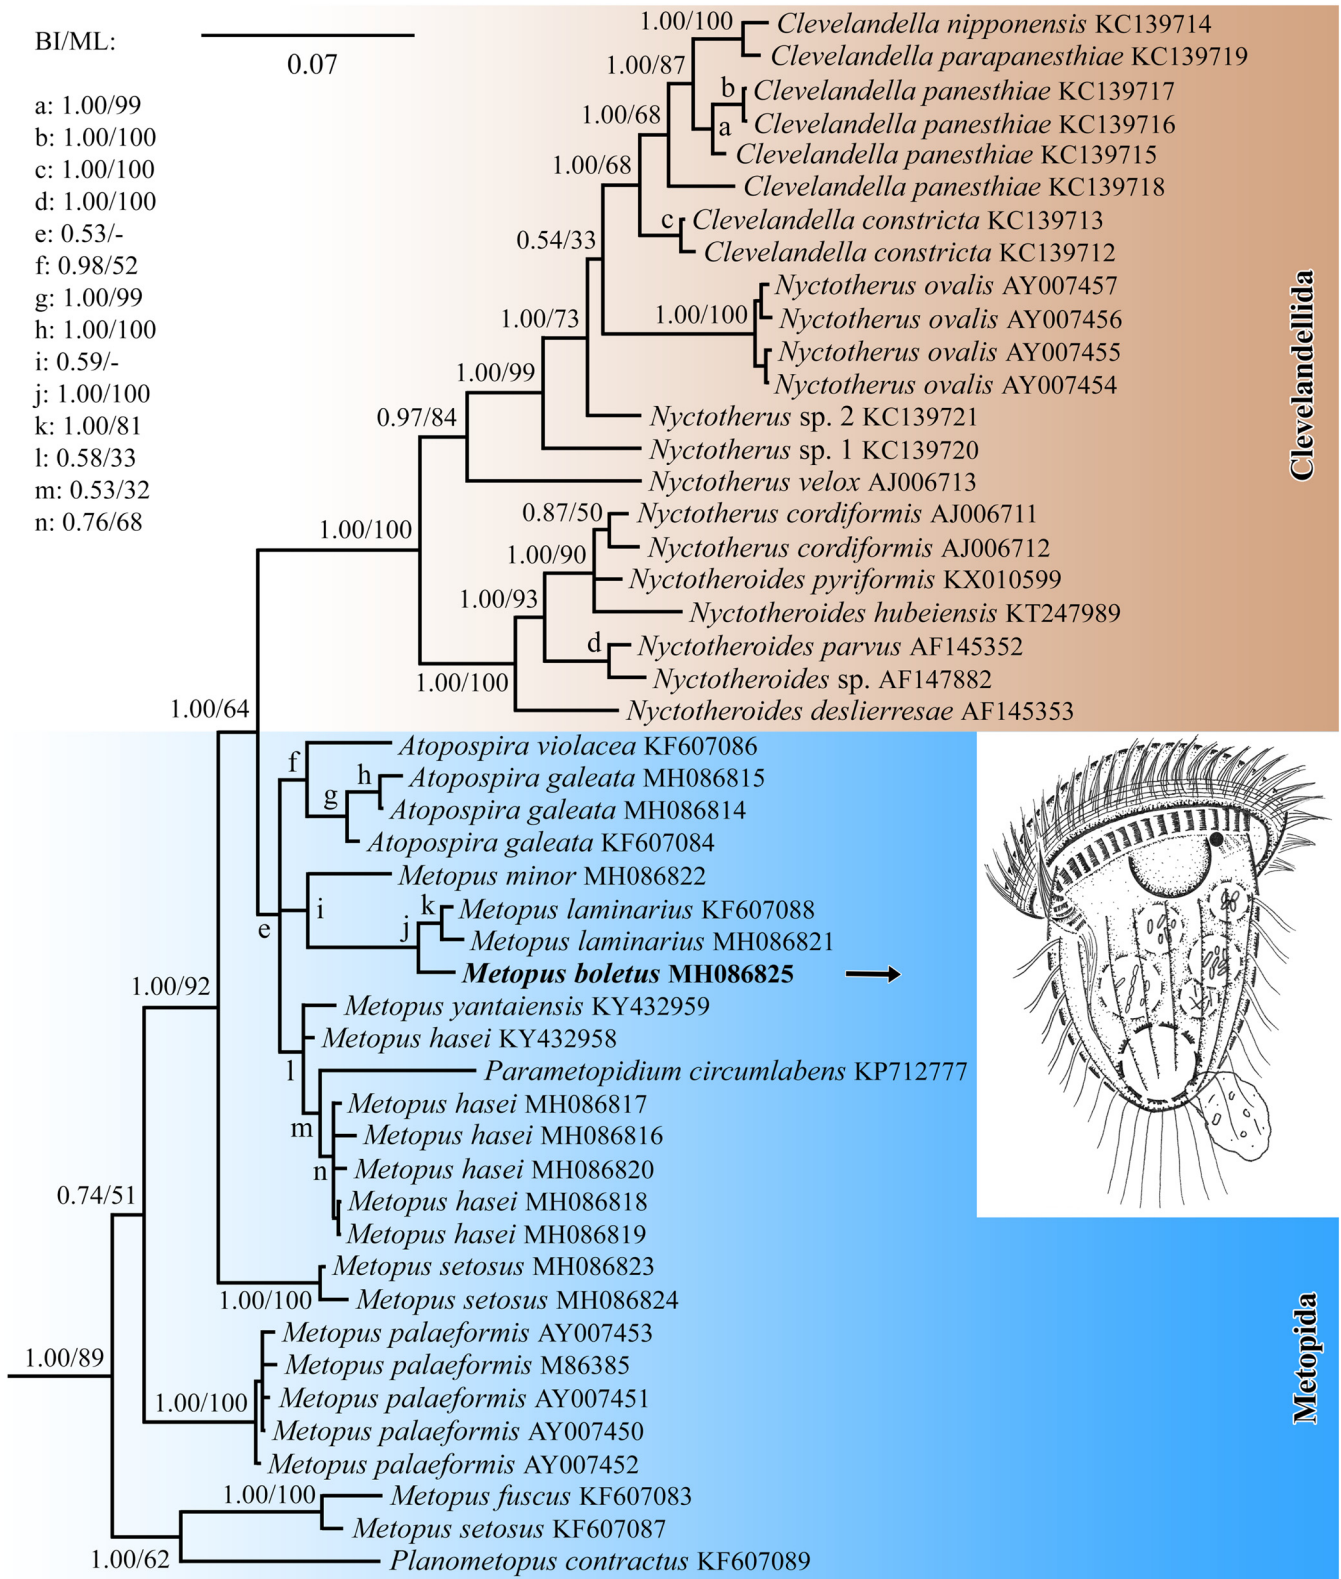 BI/ML:
0.07
a: 1.00/99
b: 1.00/100
c: 1.00/100
d: 1.00/100
e: 0.53/-
f: 0.98/52
g: 1.00/99
h: 1.00/100
i: 0.59/-
j: 1.00/100
k: 1.00/81
l: 0.58/33
m: 0.53/32
n: 0.76/68
1.00/100
Clevelandella nipponensis KC139714
Clevelandella parapanesthiae KC139719
1.00/87
b
Clevelandella panesthiae KC139717
a
Clevelandella panesthiae KC139716
1.00/68
Clevelandella panesthiae KC139715
1.00/68
Clevelandella panesthiae KC139718
c
Clevelandella constricta KC139713
0.54/33
Clevelandella constricta KC139712
Nyctotherus ovalis AY007457
1.00/73
1.00/100
Nyctotherus ovalis AY007456
Nyctotherus ovalis AY007455
1.00/99
Nyctotherus ovalis AY007454
0.97/84
Nyctotherus sp. 2 KC139721
Nyctotherus sp. 1 KC139720
Nyctotherus velox AJ006713
0.87/50
Nyctotherus cordiformis AJ006711
1.00/100
Nyctotherus cordiformis AJ006712
1.00/90
Nyctotheroides pyriformis KX010599
1.00/93
Nyctotheroides hubeiensis KT247989
d
Nyctotheroides parvus AF145352
1.00/100
Nyctotheroides sp. AF147882
Nyctotheroides deslierresae AF145353
Clevelandellida
1.00/64
Atopospira violacea KF607086
f
h
Atopospira galeata MH086815
g
Atopospira galeata MH086814
Atopospira galeata KF607084
Metopus minor MH086822
i
k
Metopus laminarius KF607088
e
j
Metopus laminarius MH086821
Metopus boletus MH086825
1.00/92
Metopus yantaiensis KY432959
Metopus hasei KY432958
l
Parametopidium circumlabens KP712777
Metopus hasei MH086817
m
Metopus hasei MH086816
n
Metopus hasei MH086820
0.74/51
Metopus hasei MH086818
Metopus hasei MH086819
Metopus setosus MH086823
1.00/100
Metopus setosus MH086824
Metopus palaeformis AY007453
1.00/89
Metopus palaeformis M86385
1.00/100
Metopus palaeformis AY007451
Metopus palaeformis AY007450
Metopus palaeformis AY007452
1.00/100
Metopus fuscus KF607083
Metopus setosus KF607087
1.00/62
Planometopus contractus KF607089
Metopida